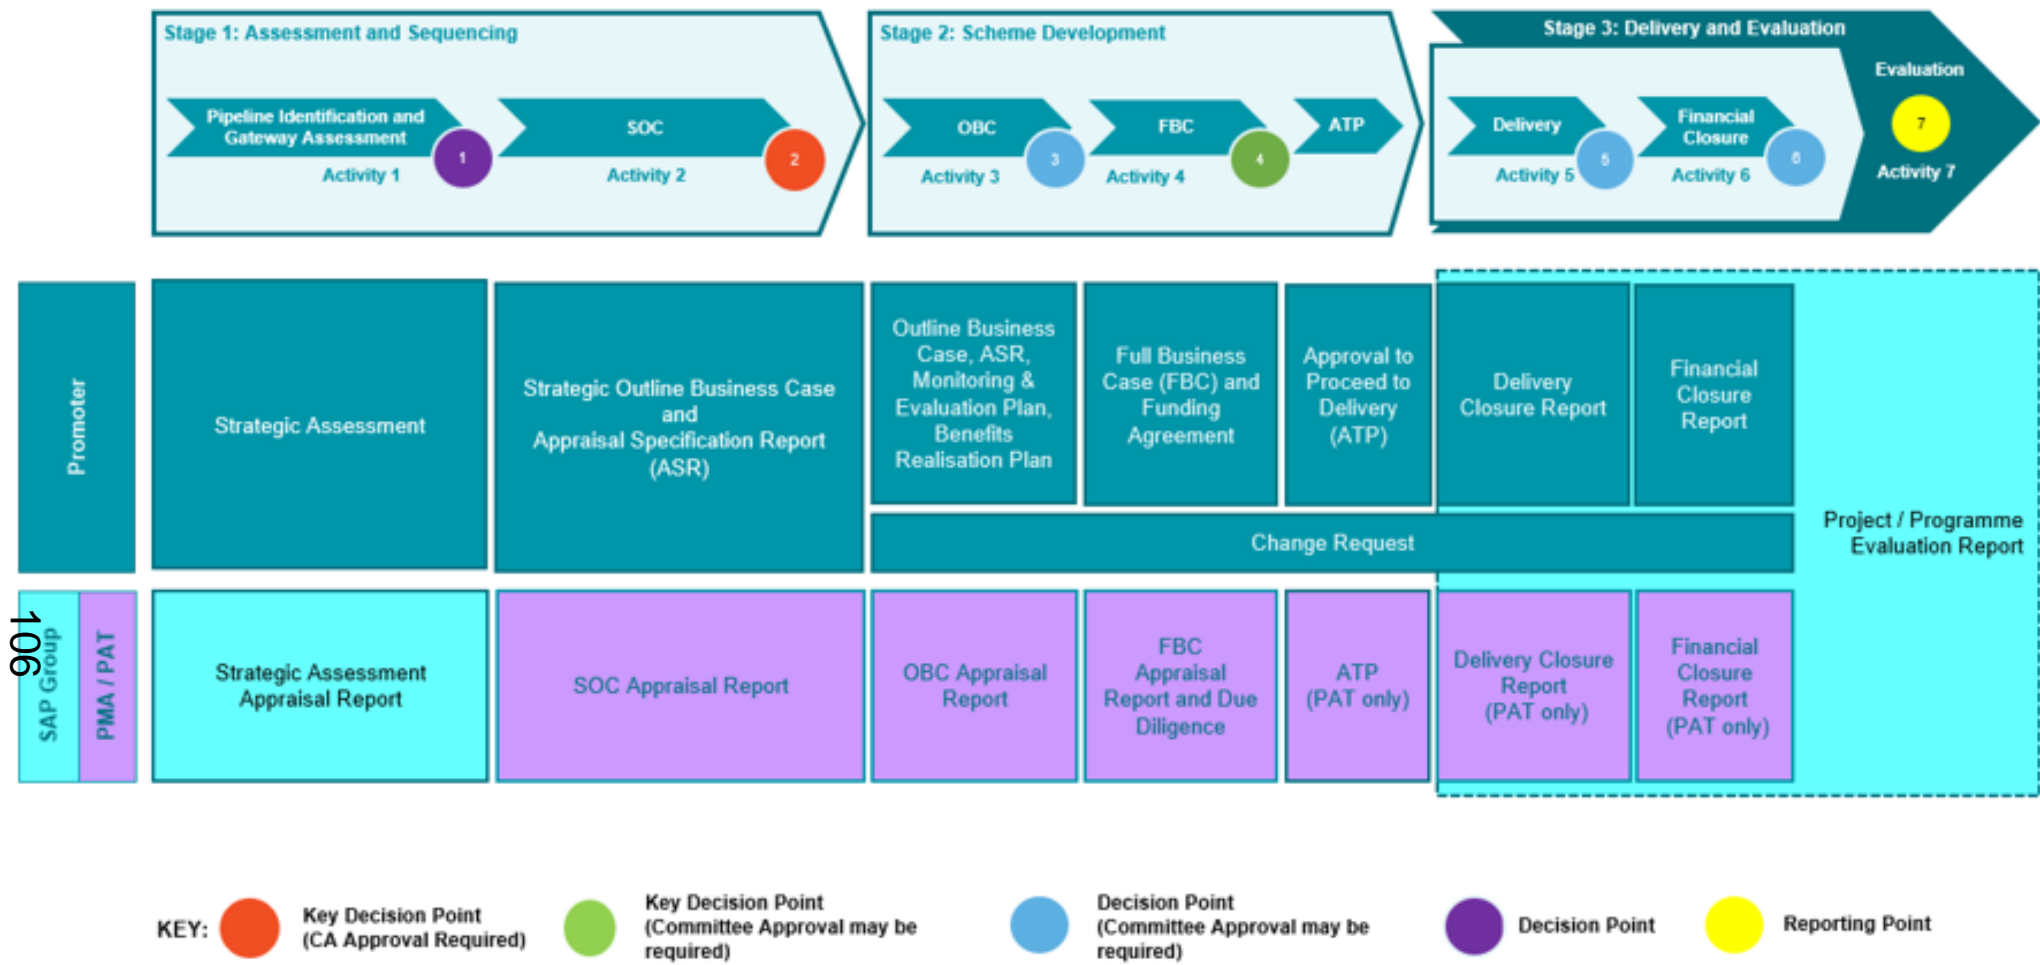 Stage 1: Assessment and Sequencing
Pipeline Identification and
Gateway Assessment
Activity 1
1
SOC
Activity 2
2
Stage 2: Scheme Development
OBC
Activity 3
3
FBC
Activity 4
4
ATP
Stage 3: Delivery and Evaluation
Delivery
Activity 5
5
Financial
Closure
Activity 6
6
Evaluation
7
Activity 7
Promoter
Strategic Assessment
Strategic Outline Business Case
and
Appraisal Specification Report
(ASR)
Outline Business
Case, ASR,
Monitoring &
Evaluation Plan,
Benefits
Realisation Plan
Full Business
Case (FBC) and
Funding
Agreement
Approval to
Proceed to
Delivery
(ATP)
Delivery
Closure Report
Financial
Closure
Report
Change Request
Project / Programme
Evaluation Report
106
SAP Group
PMA / PAT
Strategic Assessment
Appraisal Report
SOC Appraisal Report
OBC Appraisal
Report
FBC
Appraisal
Report and Due
Diligence
ATP
(PAT only)
Delivery Closure
Report
(PAT only)
Financial
Closure
Report
(PAT only)
KEY:
Key Decision Point
(CA Approval Required)
Key Decision Point
(Committee Approval may be
required)
Decision Point
(Committee Approval may be
required)
Decision Point
Reporting Point